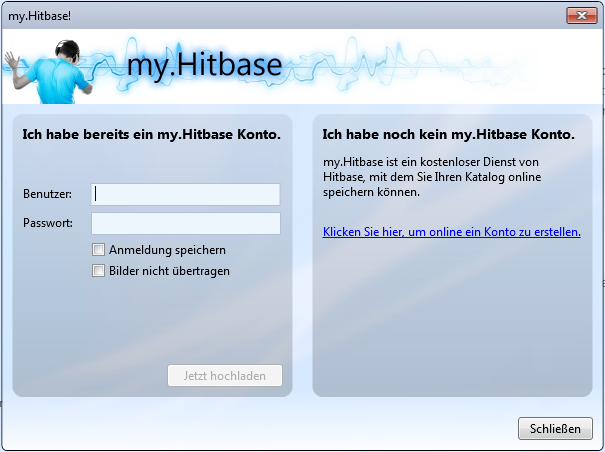 my.Hitbase!
my.Hitbase
Ich habe bereits ein my.Hitbase Konto.
Benutzer:
Passwort:
Anmeldung speichern
Bilder nicht übertragen
Jetzt hochladen
Ich habe noch kein my.Hitbase Konto.
my.Hitbase ist ein kostenloser Dienst von
Hitbase, mit dem Sie Ihren Katalog online
speichern können.
Klicken Sie hier, um online ein Konto zu erstellen.
Schließen